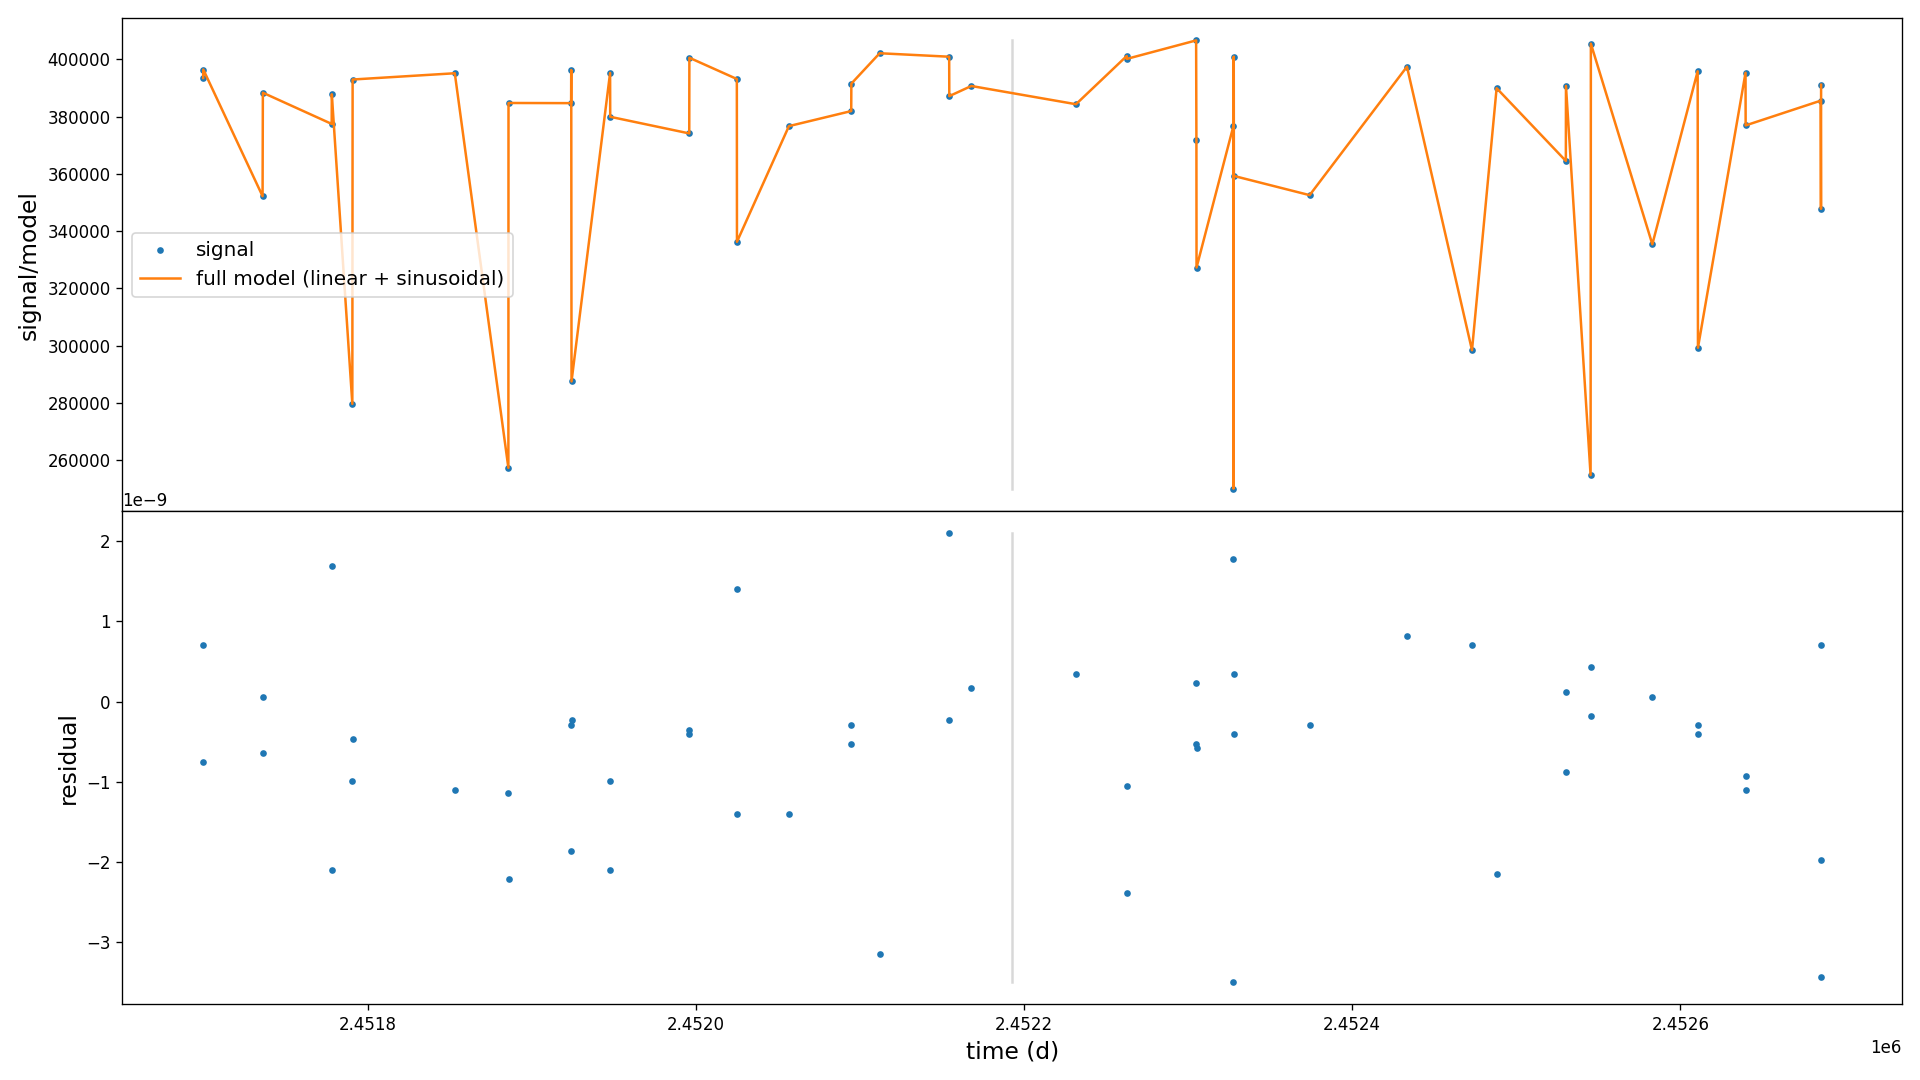 400000
380000
360000
340000
320000
300000
280000
260000
signal/model
signal
full model (linear + sinusoidal)
1e−9
2
1
0
−1
−2
−3
residual
2.4518
2.4520
2.4522
2.4524
2.4526
time (d)
1e6